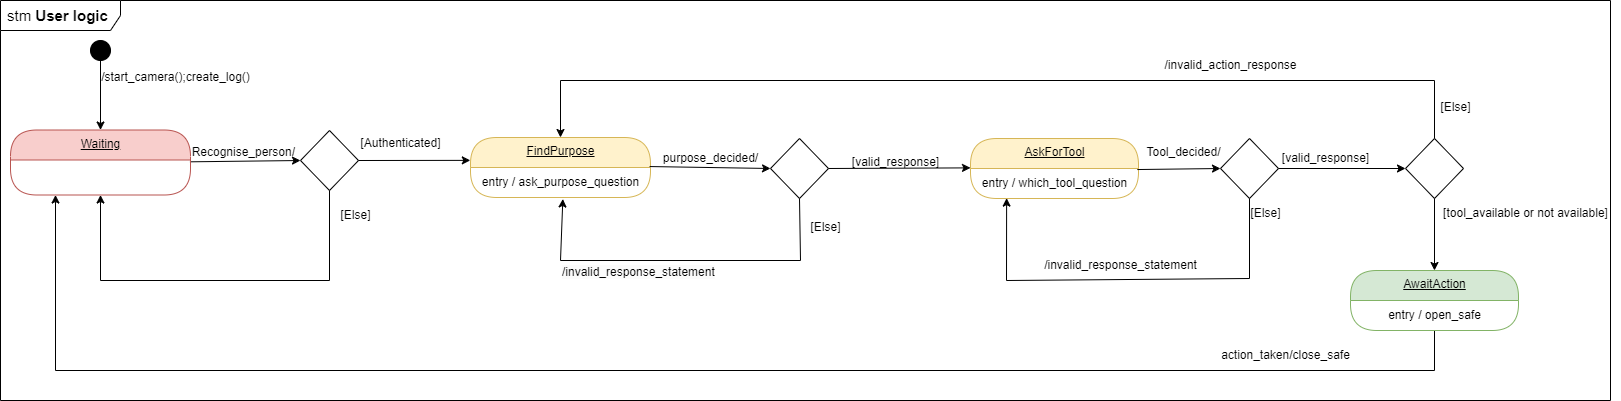 stm User logic
/start_camera();create_log()
/invalid_action_response
[Else]
Waiting
Recognise_person/
[Authenticated]
FindPurpose
entry / ask_purpose_question
purpose_decided/
[valid_response]
AskForTool
entry / which_tool_question
Tool_decided/
[valid_response]
[Else]
[Else]
[Else]
[tool_available or not available]
/invalid_response_statement
/invalid_response_statement
AwaitAction
entry / open_safe
action_taken/close_safe